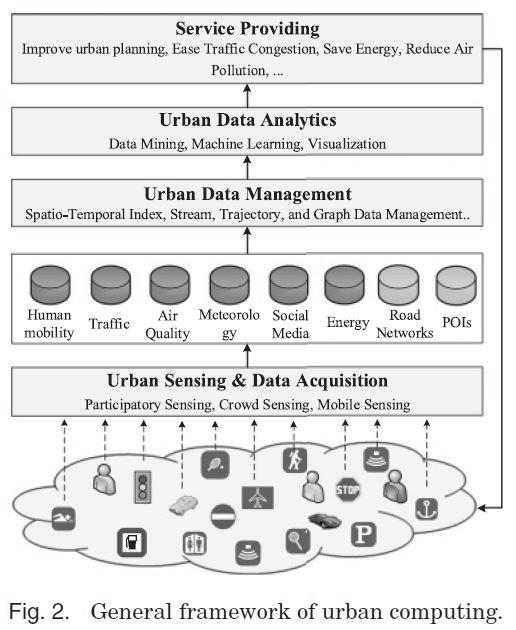 Service Providing
Improve urban planning, Ease Traffic Congestion, Save Energy, Reduce Air
Pollution, ...
Urban Data Analytics
Data Mining, Machine Learning, Visualization
Urban Data Management
Spatio-Temporal Index, Stream, Trajectory, and Graph Data Management..
Human
mobility
Traffic
Air
Quality
Meteorolo
gy
Social
Media
Energy
Road
Networks
POIs
Urban Sensing & Data Acquisition
Participatory Sensing, Crowd Sensing, Mobile Sensing
STOP
P
Fig. 2. General framework of urban computing.